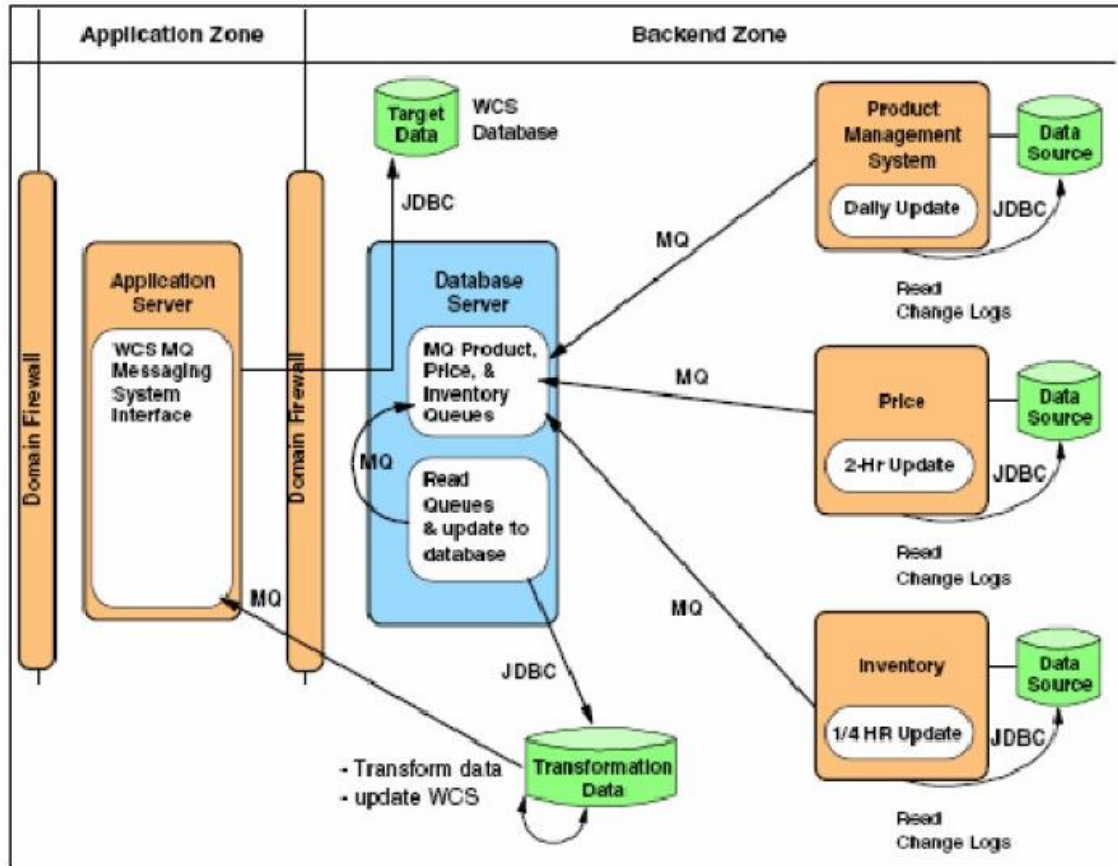 Application Zone
Backend Zone
Target
Data
WCS
Database
Product
Management
System
Daily Update
Data
Source
JDBC
JDBC
MQ
Read
Change Logs
Domain Firewall
Application
Server
WCS MQ
Messaging
System
Interface
Domain Firewall
Database
Server
MQ Product,
Price, &
Inventory
Queues
MQ
Read
Queues
& update to
database
MQ
Price
2-Hr Update
Data
Source
JDBC
Read
Change Logs
MQ
MQ
JDBC
Inventory
1/4 HR Update
Data
Source
JDBC
Read
Change Logs
- Transform data
- update WCS
Transformation
Data